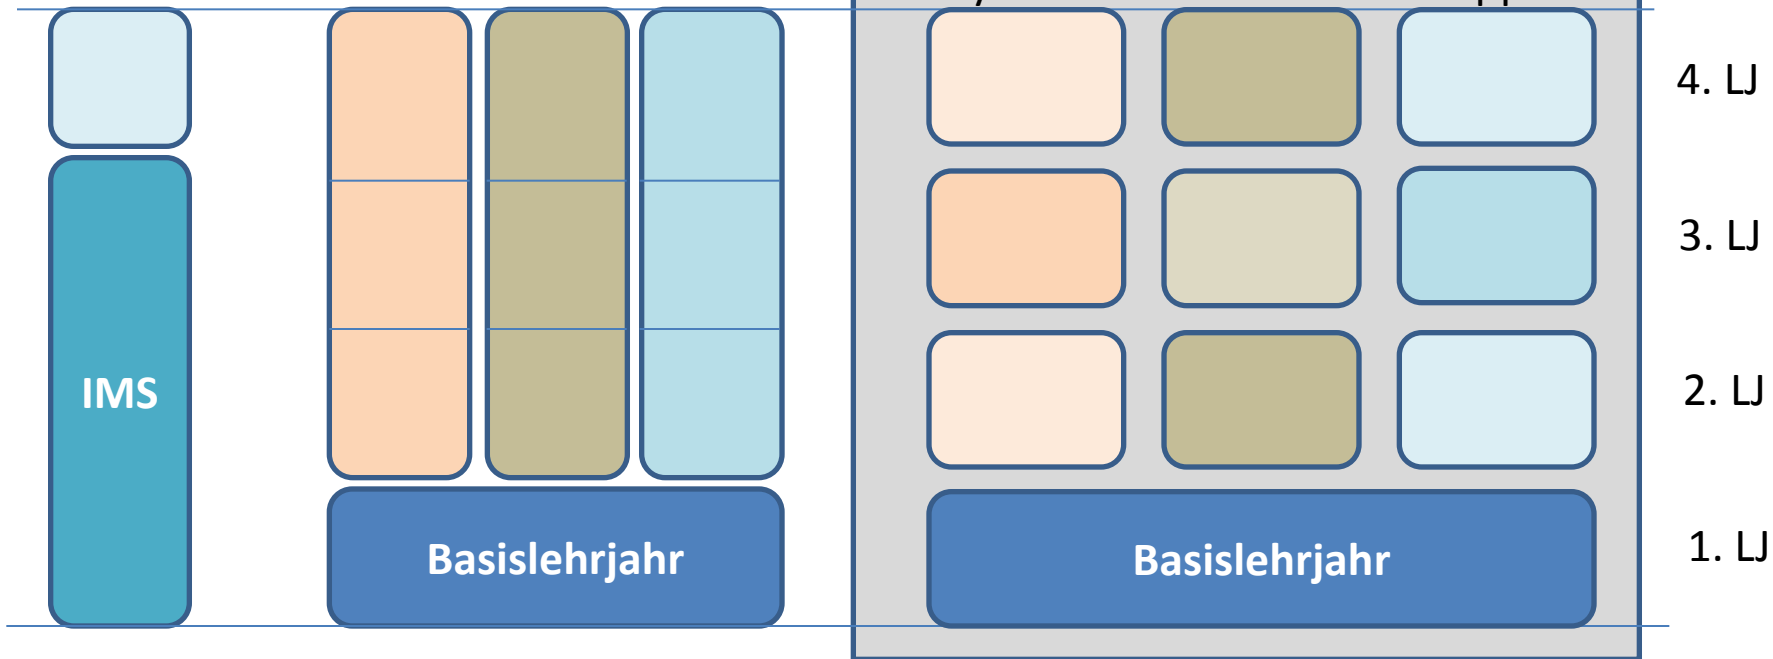 4. LJ
3. LJ
IMS
2. LJ
Basislehrjahr
Basislehrjahr
1. LJ